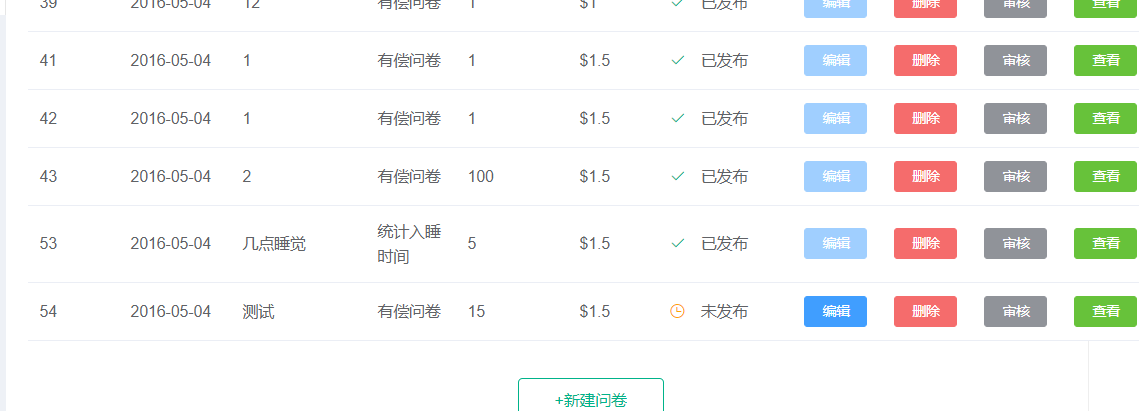 39 2016-05-04 12 有偿问卷 1 $1 已发布 编辑 删除 审核 查看
41 2016-05-04 1 有偿问卷 1 $1.5 已发布 编辑 删除 审核 查看
42 2016-05-04 1 有偿问卷 1 $1.5 已发布 编辑 删除 审核 查看
43 2016-05-04 2 有偿问卷 100 $1.5 已发布 编辑 删除 审核 查看
53 2016-05-04 几点睡觉 统计入睡 5 $1.5 已发布 编辑 删除 审核 查看
时间
54 2016-05-04 测试 有偿问卷 15 $1.5 未发布 编辑 删除 审核 查看
+新建问卷